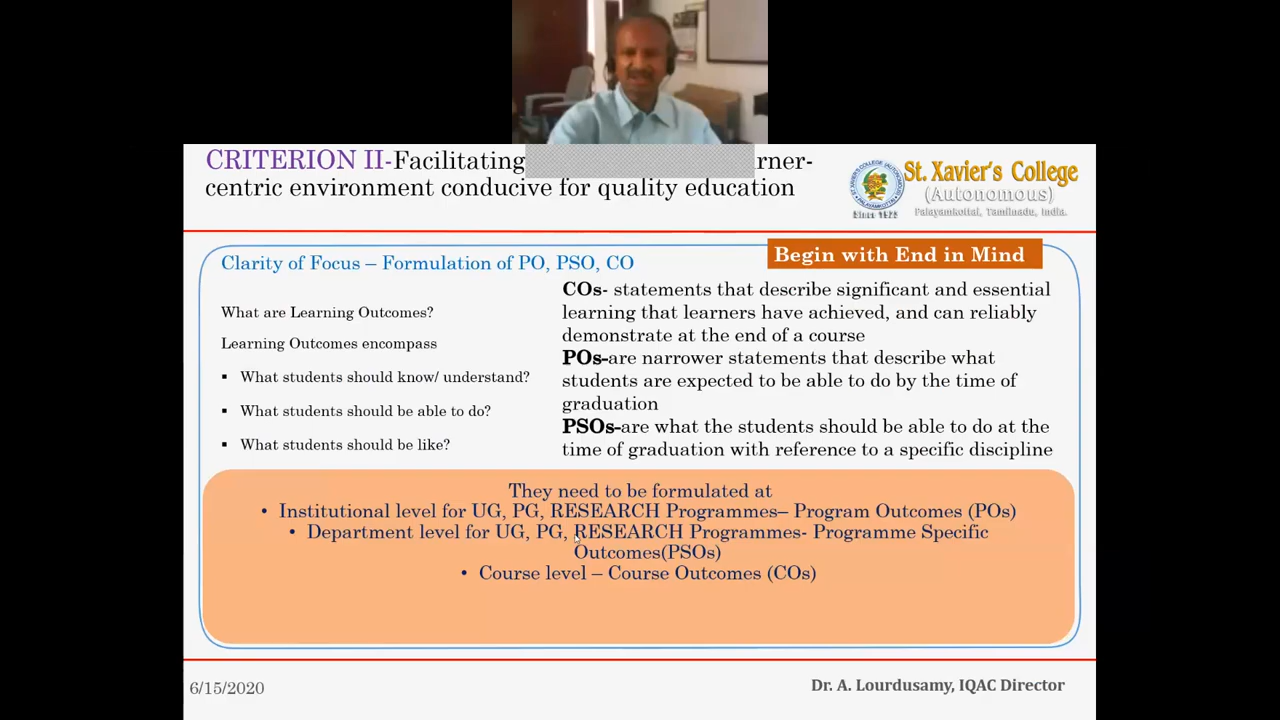 CRITERION II-Facilitating rner-
centric environment conducive for quality education
St. Xavier's College
(Autonomous)
Palayamkottai, Tamilnadu, India.
Since 1923
Begin with End in Mind
Clarity of Focus – Formulation of PO, PSO, CO
What are Learning Outcomes?
Learning Outcomes encompass
▪ What students should know/ understand?
▪ What students should be able to do?
▪ What students should be like?
COs- statements that describe significant and essential
learning that learners have achieved, and can reliably
demonstrate at the end of a course
POs-are narrower statements that describe what
students are expected to be able to do by the time of
graduation
PSOs-are what the students should be able to do at the
time of graduation with reference to a specific discipline
They need to be formulated at
• Institutional level for UG, PG, RESEARCH Programmes– Program Outcomes (POs)
• Department level for UG, PG, RESEARCH Programmes- Programme Specific
Outcomes(PSOs)
• Course level – Course Outcomes (COs)
6/15/2020
Dr. A. Lourdusamy, IQAC Director